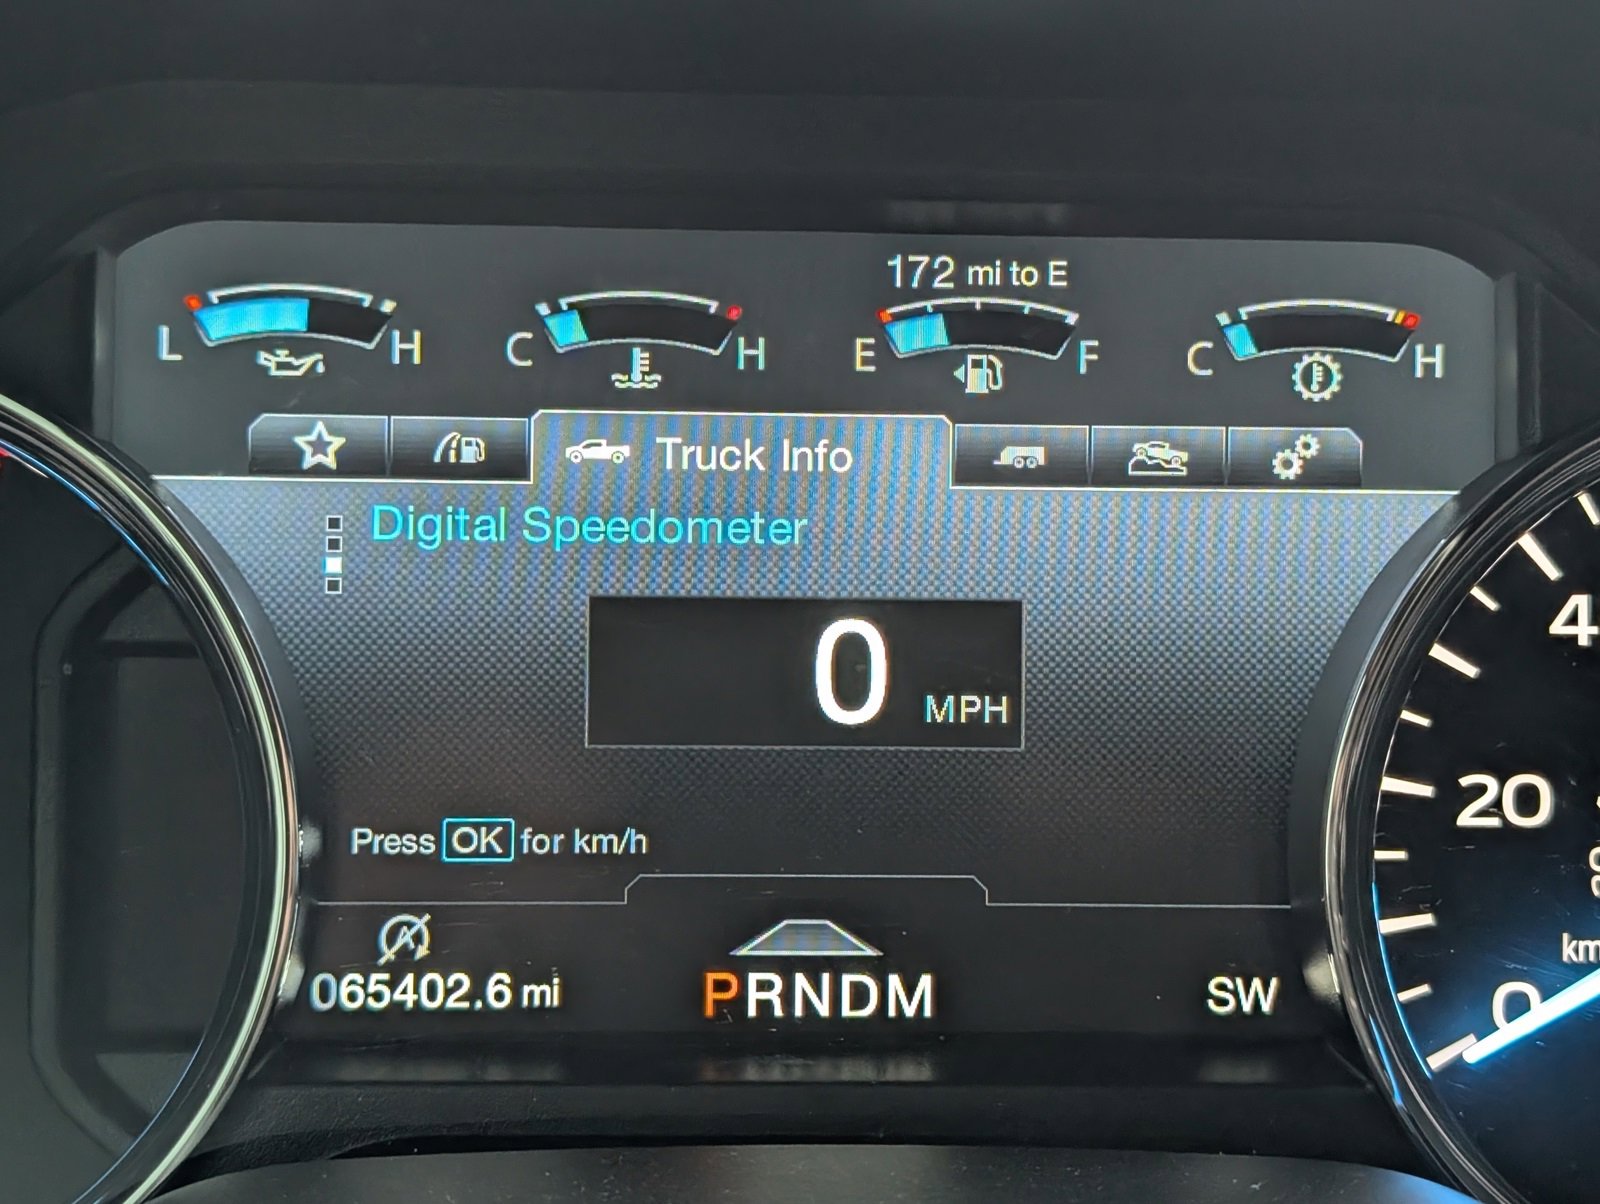 172 mi to E
L H C H E F C H
Truck Info
Digital Speedometer
0 MPH
Press OK for km/h
A
065402.6 mi
PRNDM
SW
4
20
km
0